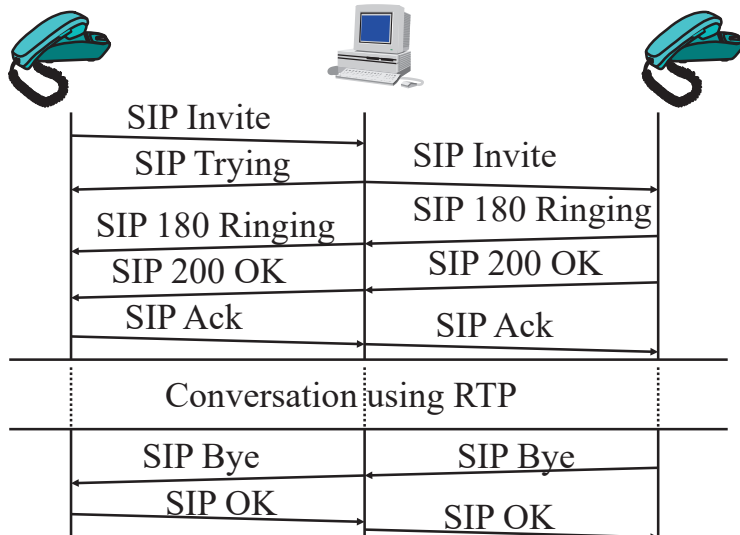 SIP Invite
SIP Trying
SIP Invite
SIP 180 Ringing
SIP 180 Ringing
SIP 200 OK
SIP 200 OK
SIP Ack
SIP Ack
Conversation using RTP
SIP Bye
SIP Bye
SIP OK
SIP OK